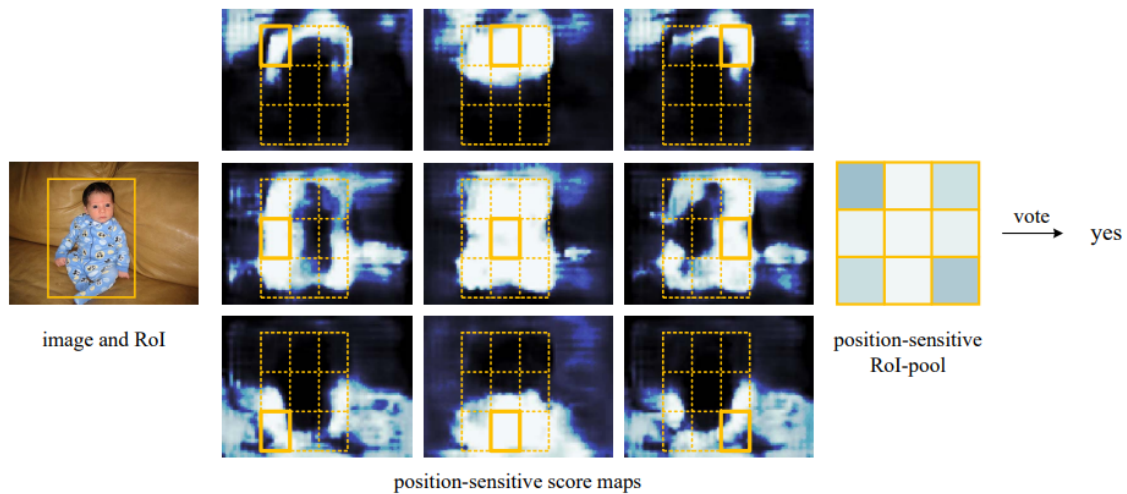 image and RoI
position-sensitive score maps
position-sensitive
RoI-pool
vote
yes